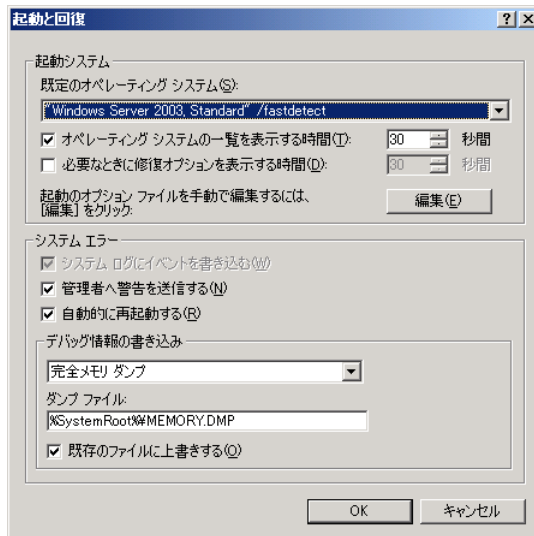 起動と回復
起動システム
既定のオペレーティング システム(S):
"Windows Server 2003, Standard" /fastdetect
オペレーティング システムの一覧を表示する時間(T): 30 秒間
必要なときに修復オプションを表示する時間(D): 30 秒間
起動のオプション ファイルを手動で編集するには、
[編集] をクリック: 編集(E)
システム エラー
システム ログにイベントを書き込む(W)
管理者へ警告を送信する(N)
自動的に再起動する(R)
デバッグ情報の書き込み
完全メモリ ダンプ
ダンプ ファイル:
%SystemRoot%¥MEMORY.DMP
既存のファイルに上書きする(O)
OK キャンセル